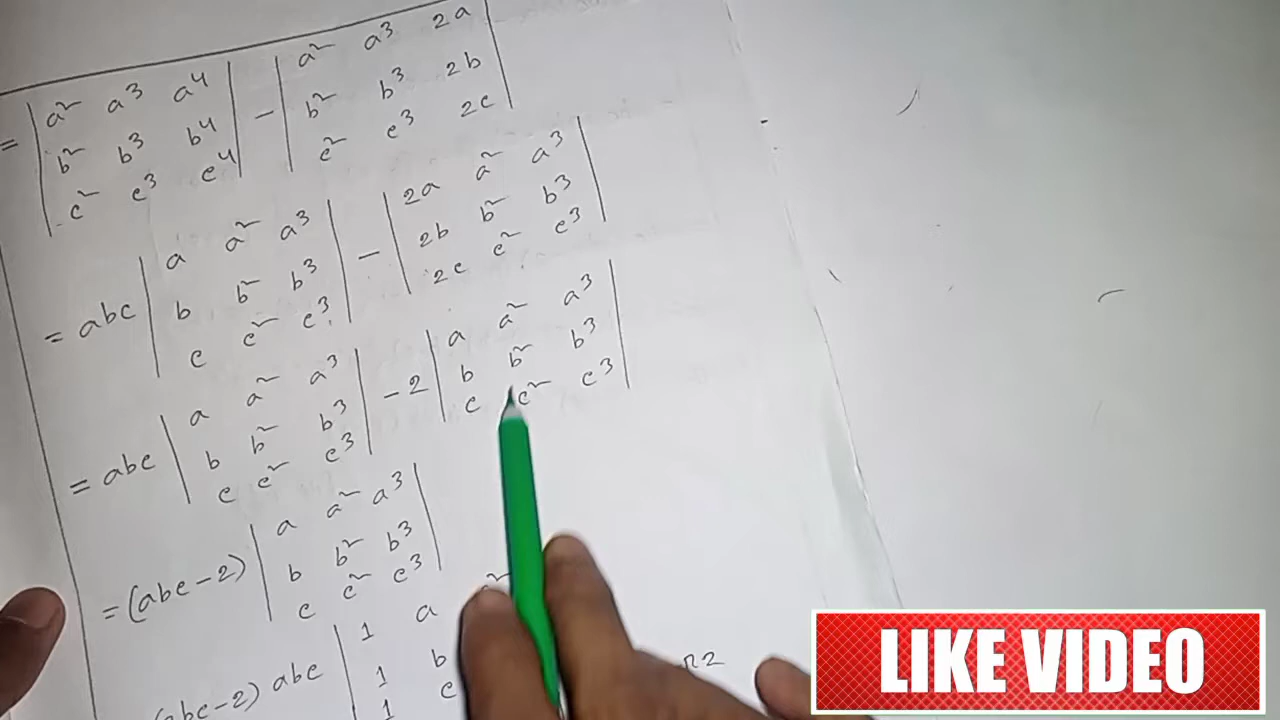 = | a² a³ a⁴ | − | a² a³ 2a |
| b² b³ b⁴ | | b² b³ 2b |
| c² c³ c⁴ | | c² c³ 2c |
= abc | a a² a³ | − | 2a a² a³ |
| b b² b³ | | 2b b² b³ |
| c c² c³ | | 2c c² c³ |
= abc | a a² a³ | − 2 | a a² a³ |
| b b² b³ | | b b² b³ |
| c c² c³ | | c c² c³ |
= (abc − 2) | a a² a³ |
| b b² b³ |
| c c² c³ |
(abc − 2) abc | 1 a
| 1 b
| 1 c
LIKE VIDEO